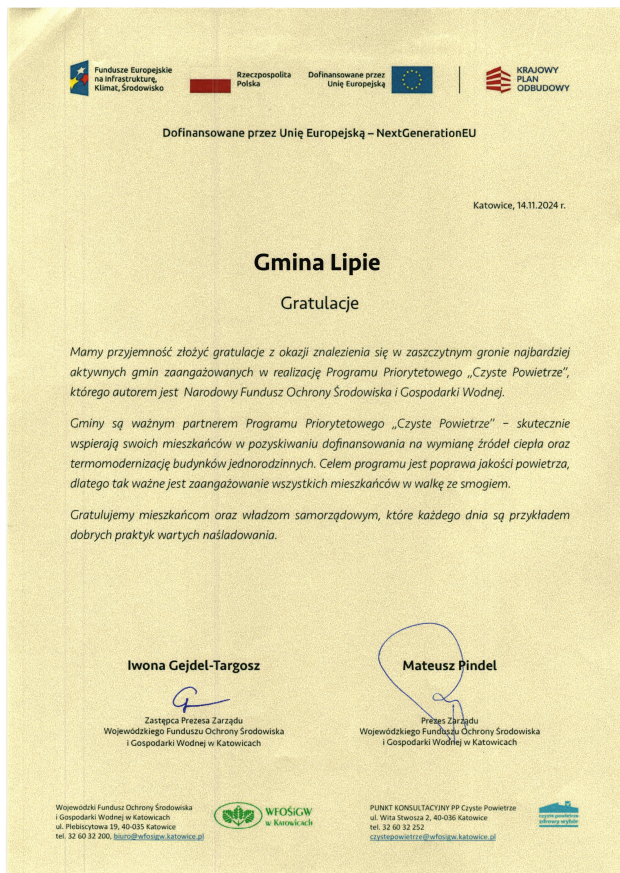 Fundusze Europejskie
na Infrastrukturę,
Klimat, Środowisko
Rzeczpospolita
Polska
Dofinansowane przez
Unię Europejską
KRAJOWY
PLAN
ODBUDOWY
Dofinansowane przez Unię Europejską – NextGenerationEU
Katowice, 14.11.2024 r.
Gmina Lipie
Gratulacje
Mamy przyjemność złożyć gratulacje z okazji znalezienia się w zaszczytnym gronie najbardziej
aktywnych gmin zaangażowanych w realizację Programu Priorytetowego „Czyste Powietrze”,
którego autorem jest Narodowy Fundusz Ochrony Środowiska i Gospodarki Wodnej.
Gminy są ważnym partnerem Programu Priorytetowego „Czyste Powietrze” – skutecznie
wspierają swoich mieszkańców w pozyskiwaniu dofinansowania na wymianę źródeł ciepła oraz
termomodernizację budynków jednorodzinnych. Celem programu jest poprawa jakości powietrza,
dlatego tak ważne jest zaangażowanie wszystkich mieszkańców w walkę ze smogiem.
Gratulujemy mieszkańcom oraz władzom samorządowym, które każdego dnia są przykładem
dobrych praktyk wartych naśladowania.
Iwona Gejdel-Targosz
Zastępca Prezesa Zarządu
Wojewódzkiego Funduszu Ochrony Środowiska
i Gospodarki Wodnej w Katowicach
Mateusz Pindel
Prezes Zarządu
Wojewódzkiego Funduszu Ochrony Środowiska
i Gospodarki Wodnej w Katowicach
Wojewódzki Fundusz Ochrony Środowiska
i Gospodarki Wodnej w Katowicach
ul. Plebiscytowa 19, 40-035 Katowice
tel. 32 60 32 200, biuro@wfosigw.katowice.pl
WFOŚiGW
w Katowicach
PUNKT KONSULTACYJNY PP Czyste Powietrze
ul. Wita Stwosza 2, 40-036 Katowice
tel. 32 60 32 252
czystepowietrze@wfosigw.katowice.pl
czyste powietrze
zdrowy wybór